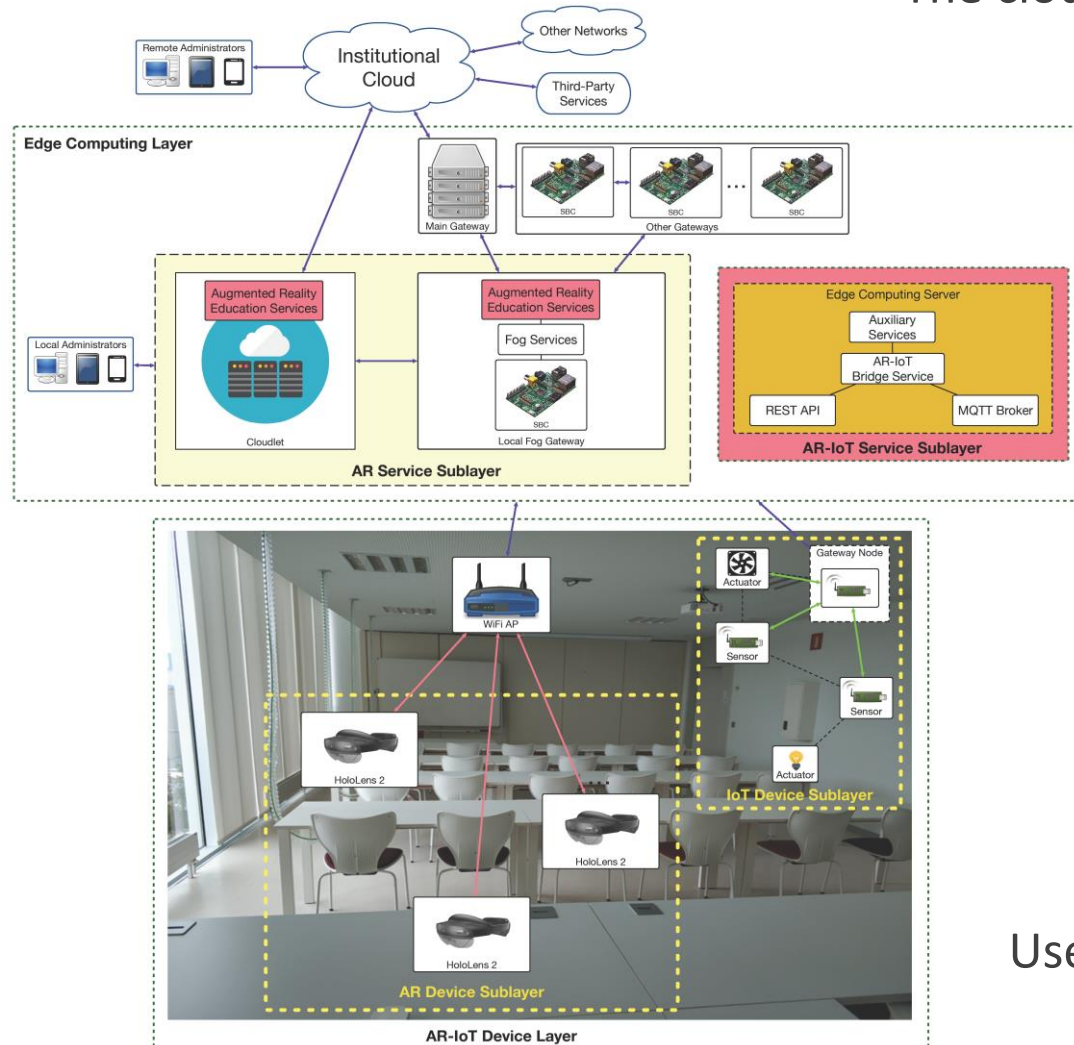 Remote Administrators
Institutional
Cloud
Other Networks
Third-Party
Services
Edge Computing Layer
Main Gateway
SBC
SBC
...
SBC
Other Gateways
Local Administrators
Augmented Reality
Education Services
Cloudlet
Augmented Reality
Education Services
Fog Services
SBC
Local Fog Gateway
AR Service Sublayer
Edge Computing Server
Auxiliary
Services
AR-IoT
Bridge Service
REST API
MQTT Broker
AR-IoT Service Sublayer
WiFi AP
Actuator
Gateway Node
Sensor
Sensor
Actuator
IoT Device Sublayer
HoloLens 2
...
HoloLens 2
HoloLens 2
AR Device Sublayer
AR-IoT Device Layer